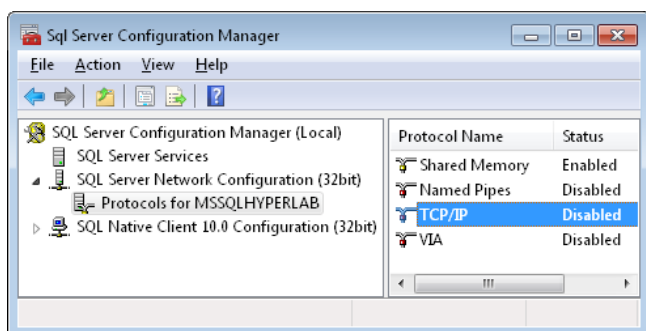 Sql Server Configuration Manager
File Action View Help
SQL Server Configuration Manager (Local)
SQL Server Services
SQL Server Network Configuration (32bit)
Protocols for MSSQLHYPERLAB
SQL Native Client 10.0 Configuration (32bit)
Protocol Name Status
Shared Memory Enabled
Named Pipes Disabled
TCP/IP Disabled
VIA Disabled